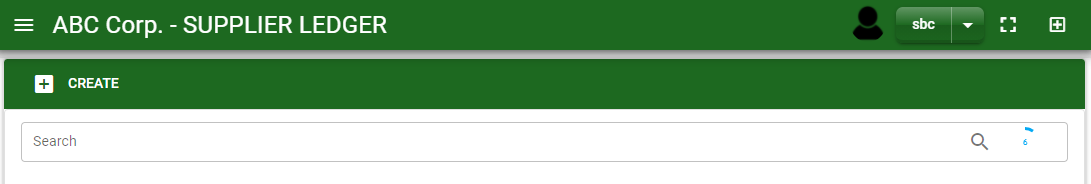 ABC Corp. - SUPPLIER LEDGER
sbc
CREATE
Search
6